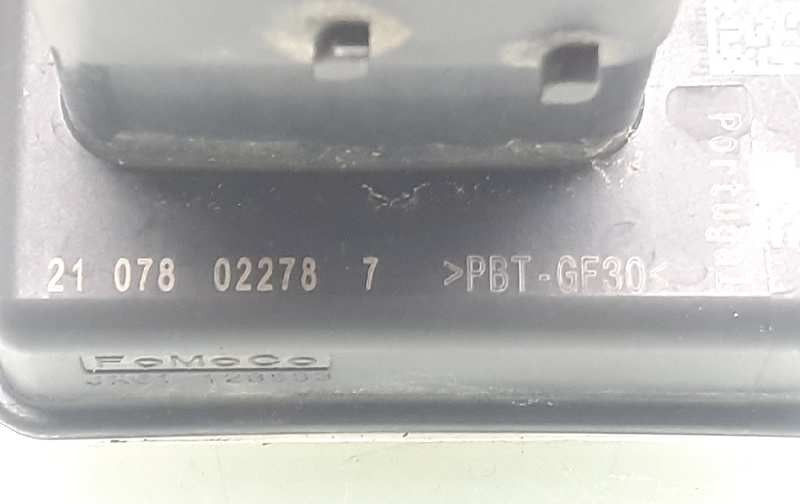 Portugal
21 078 02278 7 >PBT-GF30<
FoMoCo